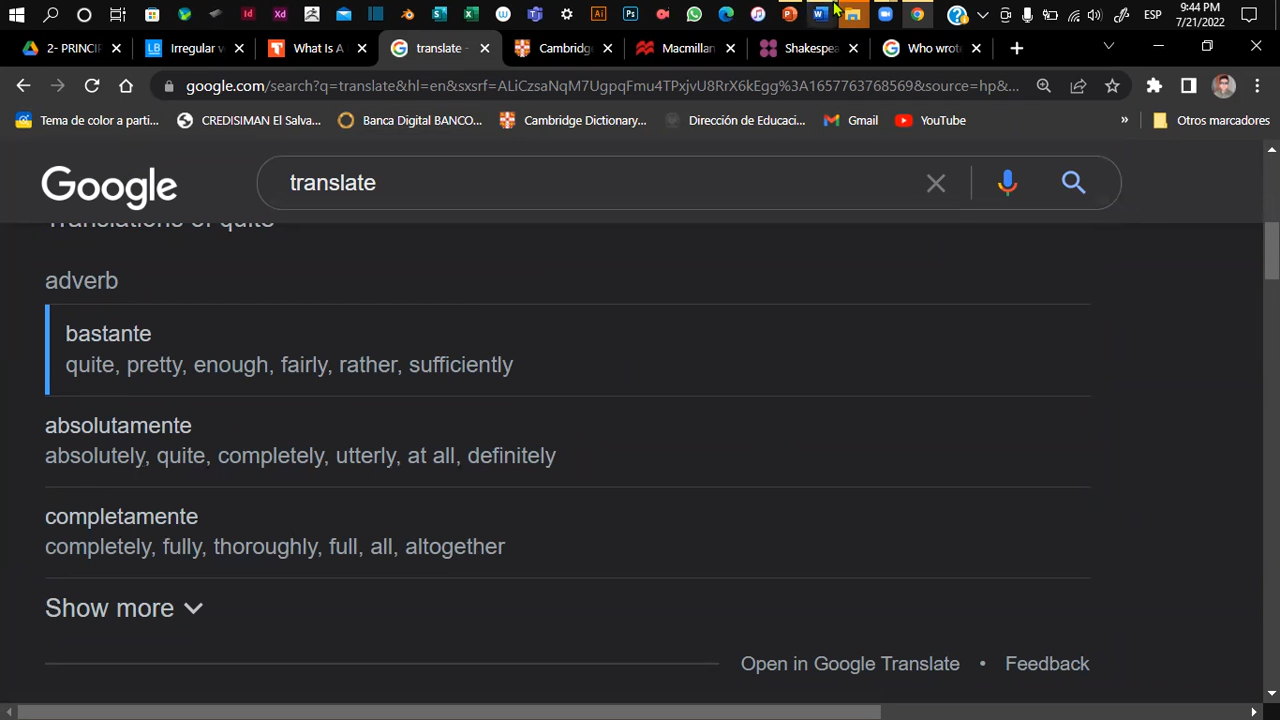 9:44 PM
ESP
7/21/2022
2- PRINCIP
Irregular v
What Is A
translate -
Cambridg
Macmillan
Shakespea
Who wrote
google.com/search?q=translate&hl=en&sxsrf=ALiCzsaNqM7UgpqFmu4TPxjvU8RrX6kEgg%3A1657763768569&source=hp&...
Tema de color a parti...
CREDISIMAN El Salva...
Banca Digital BANCO...
Cambridge Dictionary...
Dirección de Educaci...
Gmail
YouTube
»
Otros marcadores
Google
translate
Translations of quite
adverb
bastante
quite, pretty, enough, fairly, rather, sufficiently
absolutamente
absolutely, quite, completely, utterly, at all, definitely
completamente
completely, fully, thoroughly, full, all, altogether
Show more
Open in Google Translate • Feedback